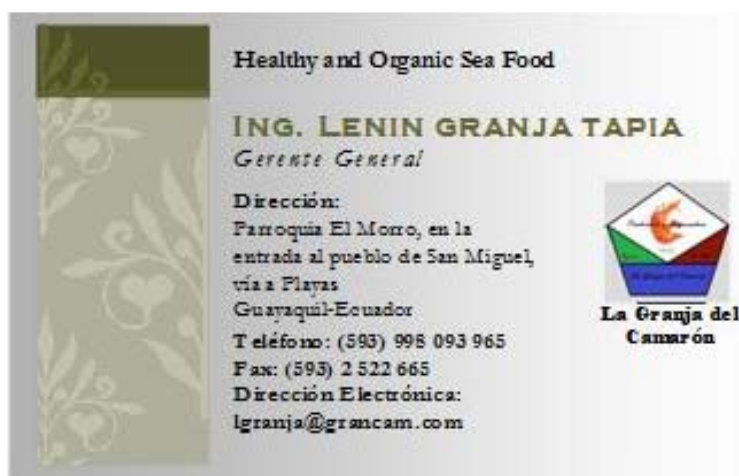 Healthy and Organic Sea Food
ING. LENIN GRANJA TAPIA
Gerente General
Dirección:
Parroquia El Morro, en la
entrada al pueblo de San Miguel,
vía a Playas
Guayaquil-Ecuador
Teléfono: (593) 998 093 965
Fax: (593) 2 522 665
Dirección Electrónica:
lgranja@grancam.com
La Granja del
Camarón